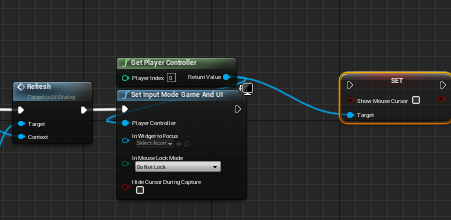 Get Player Controller
Player Index 0 Return Value
Refresh
Target is UI Dialog
Target
Context
Set Input Mode Game And UI
Player Controller
In Widget to Focus
Select Asset
In Mouse Lock Mode
Do Not Lock
Hide Cursor During Capture
SET
Show Mouse Cursor
Target